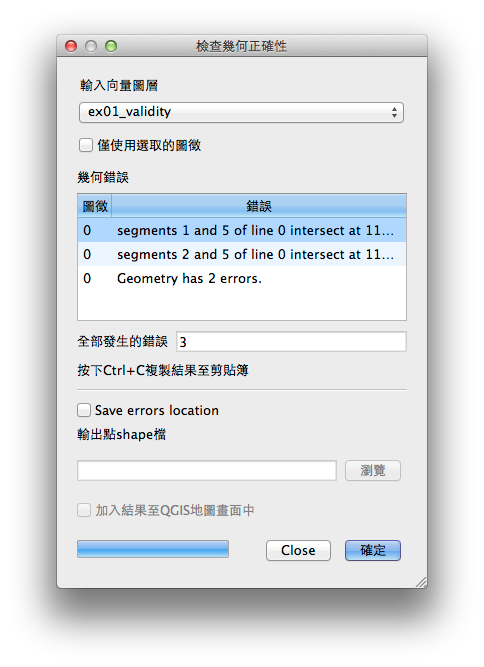 檢查幾何正確性
輸入向量圖層
ex01_validity
僅使用選取的圖徵
幾何錯誤
圖徵 錯誤
0 segments 1 and 5 of line 0 intersect at 11...
0 segments 2 and 5 of line 0 intersect at 11...
0 Geometry has 2 errors.
全部發生的錯誤 3
按下Ctrl+C複製結果至剪貼簿
Save errors location
輸出點shape檔
瀏覽
加入結果至QGIS地圖畫面中
Close 確定